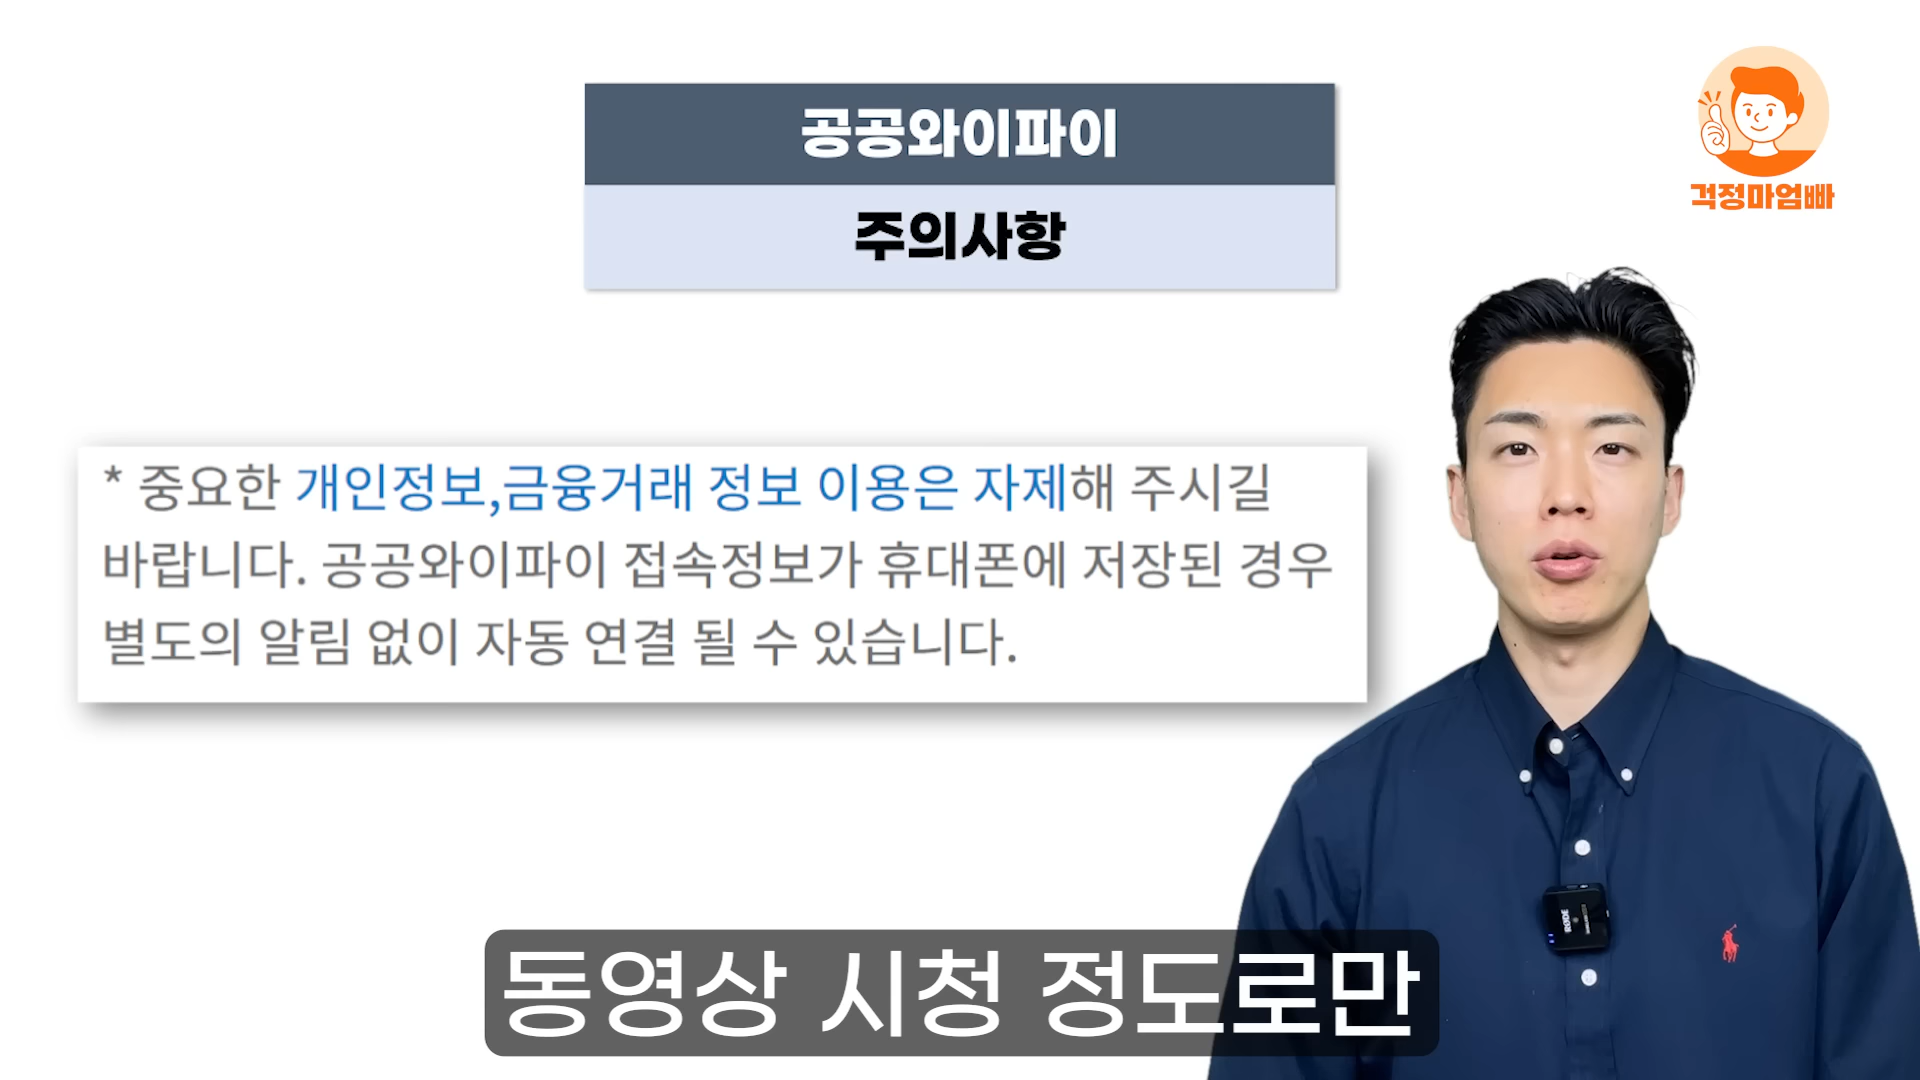 공공와이파이
주의사항
걱정마엄빠
* 중요한 개인정보,금융거래 정보 이용은 자제해 주시길
바랍니다. 공공와이파이 접속정보가 휴대폰에 저장된 경우
별도의 알림 없이 자동 연결 될 수 있습니다.
RODE
동영상 시청 정도로만